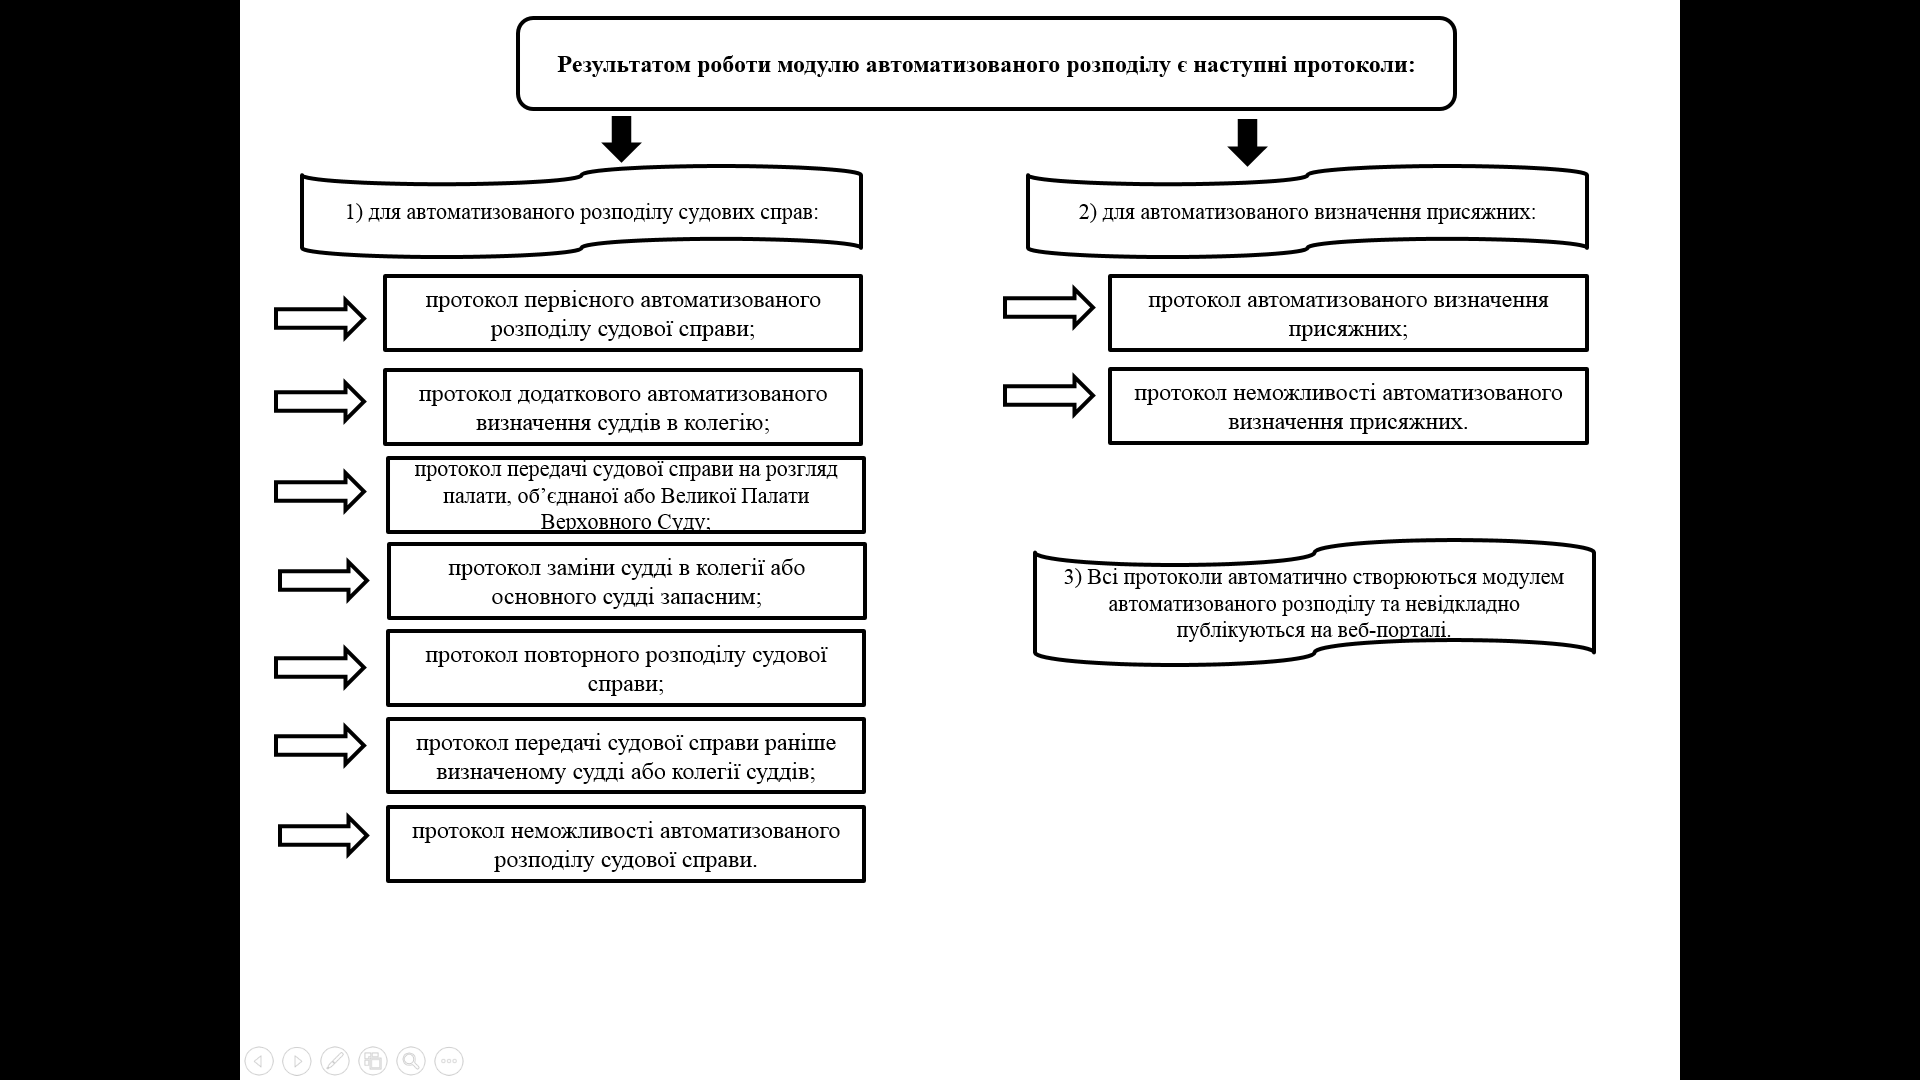 Результатом роботи модулю автоматизованого розподілу є наступні протоколи:
1) для автоматизованого розподілу судових справ:
протокол первісного автоматизованого
розподілу судової справи;
протокол додаткового автоматизованого
визначення суддів в колегію;
протокол передачі судової справи на розгляд
палати, об’єднаної або Великої Палати
Верховного Суду;
протокол заміни судді в колегії або
основного судді запасним;
протокол повторного розподілу судової
справи;
протокол передачі судової справи раніше
визначеному судді або колегії суддів;
протокол неможливості автоматизованого
розподілу судової справи.
2) для автоматизованого визначення присяжних:
протокол автоматизованого визначення
присяжних;
протокол неможливості автоматизованого
визначення присяжних.
3) Всі протоколи автоматично створюються модулем
автоматизованого розподілу та невідкладно
публікуються на веб-порталі.